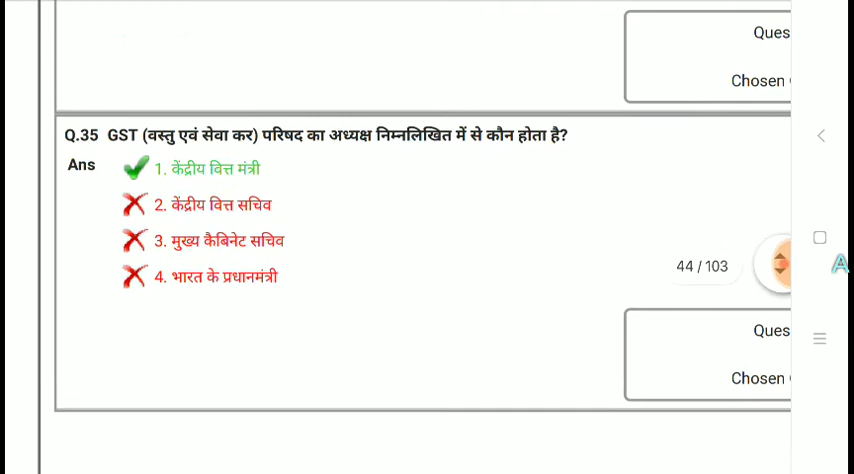 Ques
Chosen
Q.35 GST (वस्तु एवं सेवा कर) परिषद का अध्यक्ष निम्नलिखित में से कौन होता है?
Ans
1. केंद्रीय वित्त मंत्री
2. केंद्रीय वित्त सचिव
3. मुख्य कैबिनेट सचिव
4. भारत के प्रधानमंत्री
44 / 103
A
Ques
Chosen